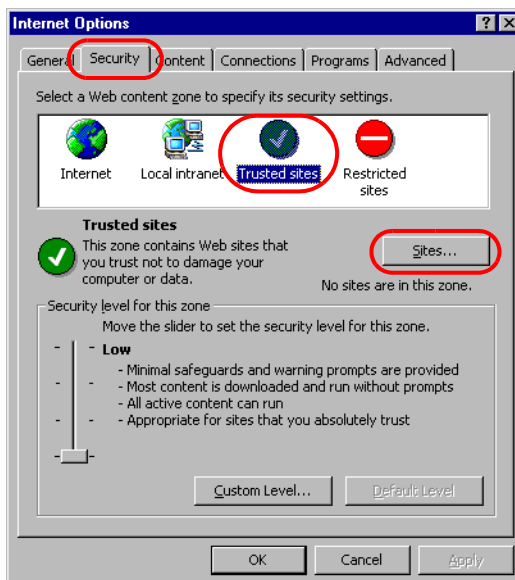 Internet Options
General Security Content Connections Programs Advanced
Select a Web content zone to specify its security settings.
Internet Local intranet Trusted sites Restricted
sites
Trusted sites
This zone contains Web sites that
you trust not to damage your
computer or data.
Sites...
No sites are in this zone.
Security level for this zone
Move the slider to set the security level for this zone.
Low
- Minimal safeguards and warning prompts are provided
- Most content is downloaded and run without prompts
- All active content can run
- Appropriate for sites that you absolutely trust
Custom Level... Default Level
OK Cancel Apply